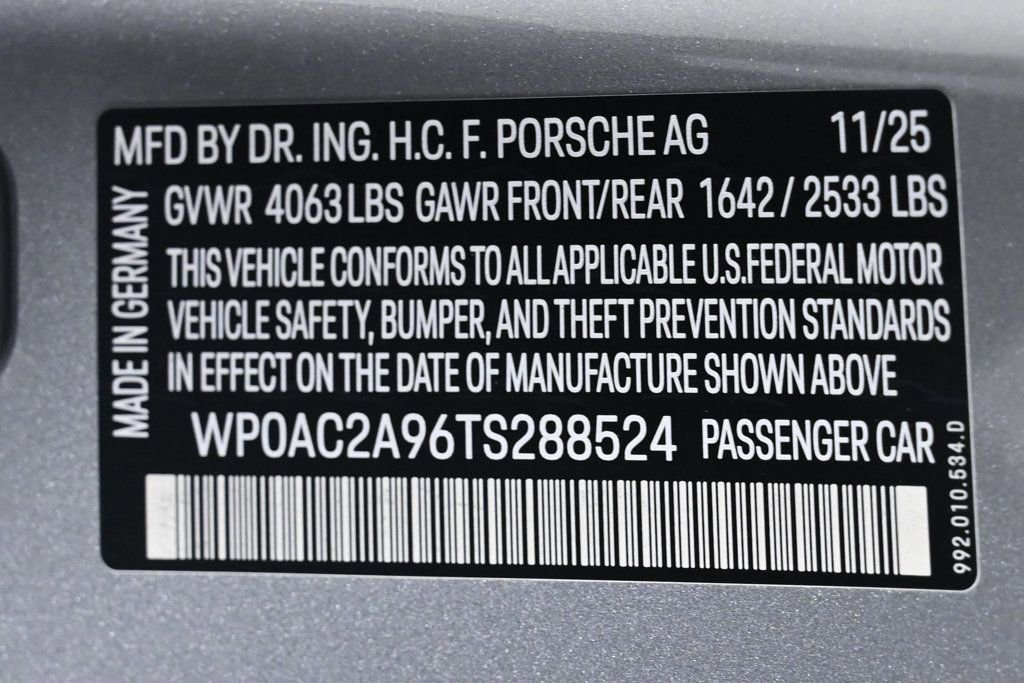 MFD BY DR. ING. H.C. F. PORSCHE AG 11/25
GVWR 4063 LBS GAWR FRONT/REAR 1642 / 2533 LBS
THIS VEHICLE CONFORMS TO ALL APPLICABLE U.S.FEDERAL MOTOR
VEHICLE SAFETY, BUMPER, AND THEFT PREVENTION STANDARDS
IN EFFECT ON THE DATE OF MANUFACTURE SHOWN ABOVE
WP0AC2A96TS288524 PASSENGER CAR
MADE IN GERMANY
992.010.534.D